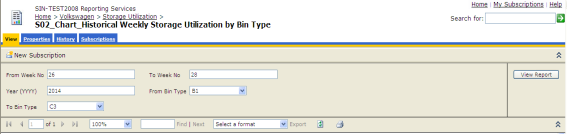 SIN-TEST2008 Reporting Services
Home | My Subscriptions | Help
Home > Volkswagen > Storage Utilization >
Search for:
S02_Chart_Historical Weekly Storage Utilization by Bin Type
View Properties History Subscriptions
New Subscription
From Week No 26 To Week No 28 View Report
Year (YYYY) 2014 From Bin Type B1
To Bin Type C3
1 of 1 100% Find | Next Select a format Export